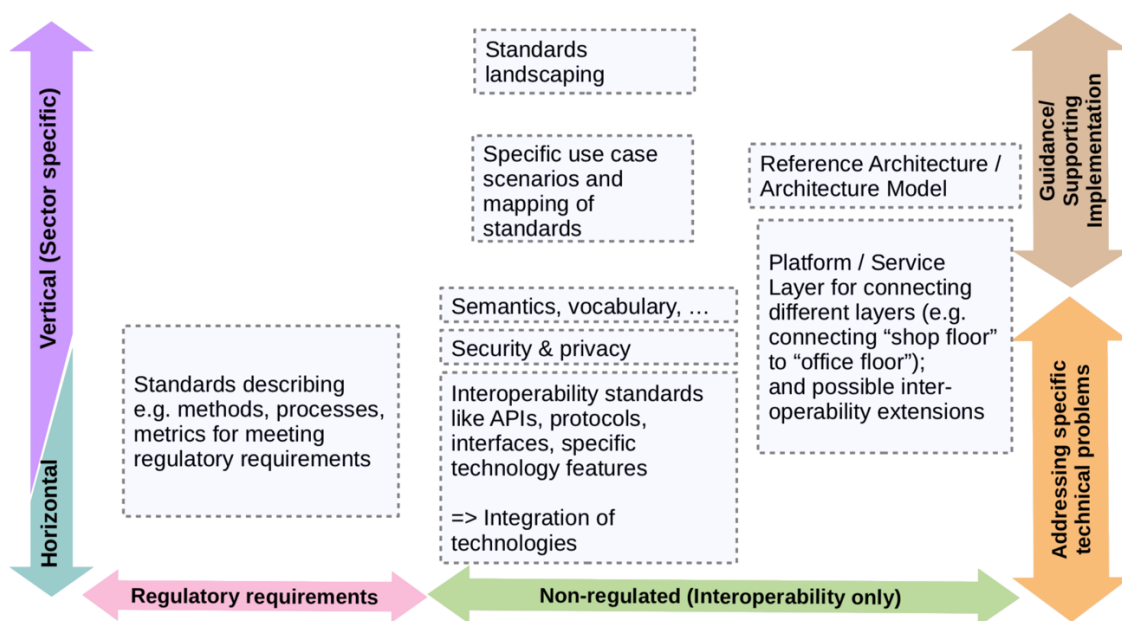 Vertical (Sector specific)
Horizontal
Standards
landscaping
Specific use case
scenarios and
mapping of
standards
Reference Architecture /
Architecture Model
Platform / Service
Layer for connecting
different layers (e.g.
connecting “shop floor”
to “office floor”);
and possible inter-
operability extensions
Semantics, vocabulary, …
Security & privacy
Interoperability standards
like APIs, protocols,
interfaces, specific
technology features
=> Integration of
technologies
Standards describing
e.g. methods, processes,
metrics for meeting
regulatory requirements
Guidance/
Supporting
Implementation
Addressing specific
technical problems
Regulatory requirements
Non-regulated (Interoperability only)